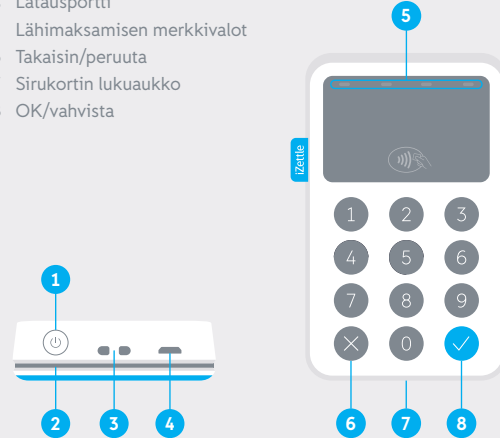 Latausportti
Lähimaksamisen merkkivalot
Takaisin/peruuta
Sirukortin lukuaukko
OK/vahvista
5
iZettle
1 2 3
4 5 6
7 8 9
0
1
2 3 4
6 7 8